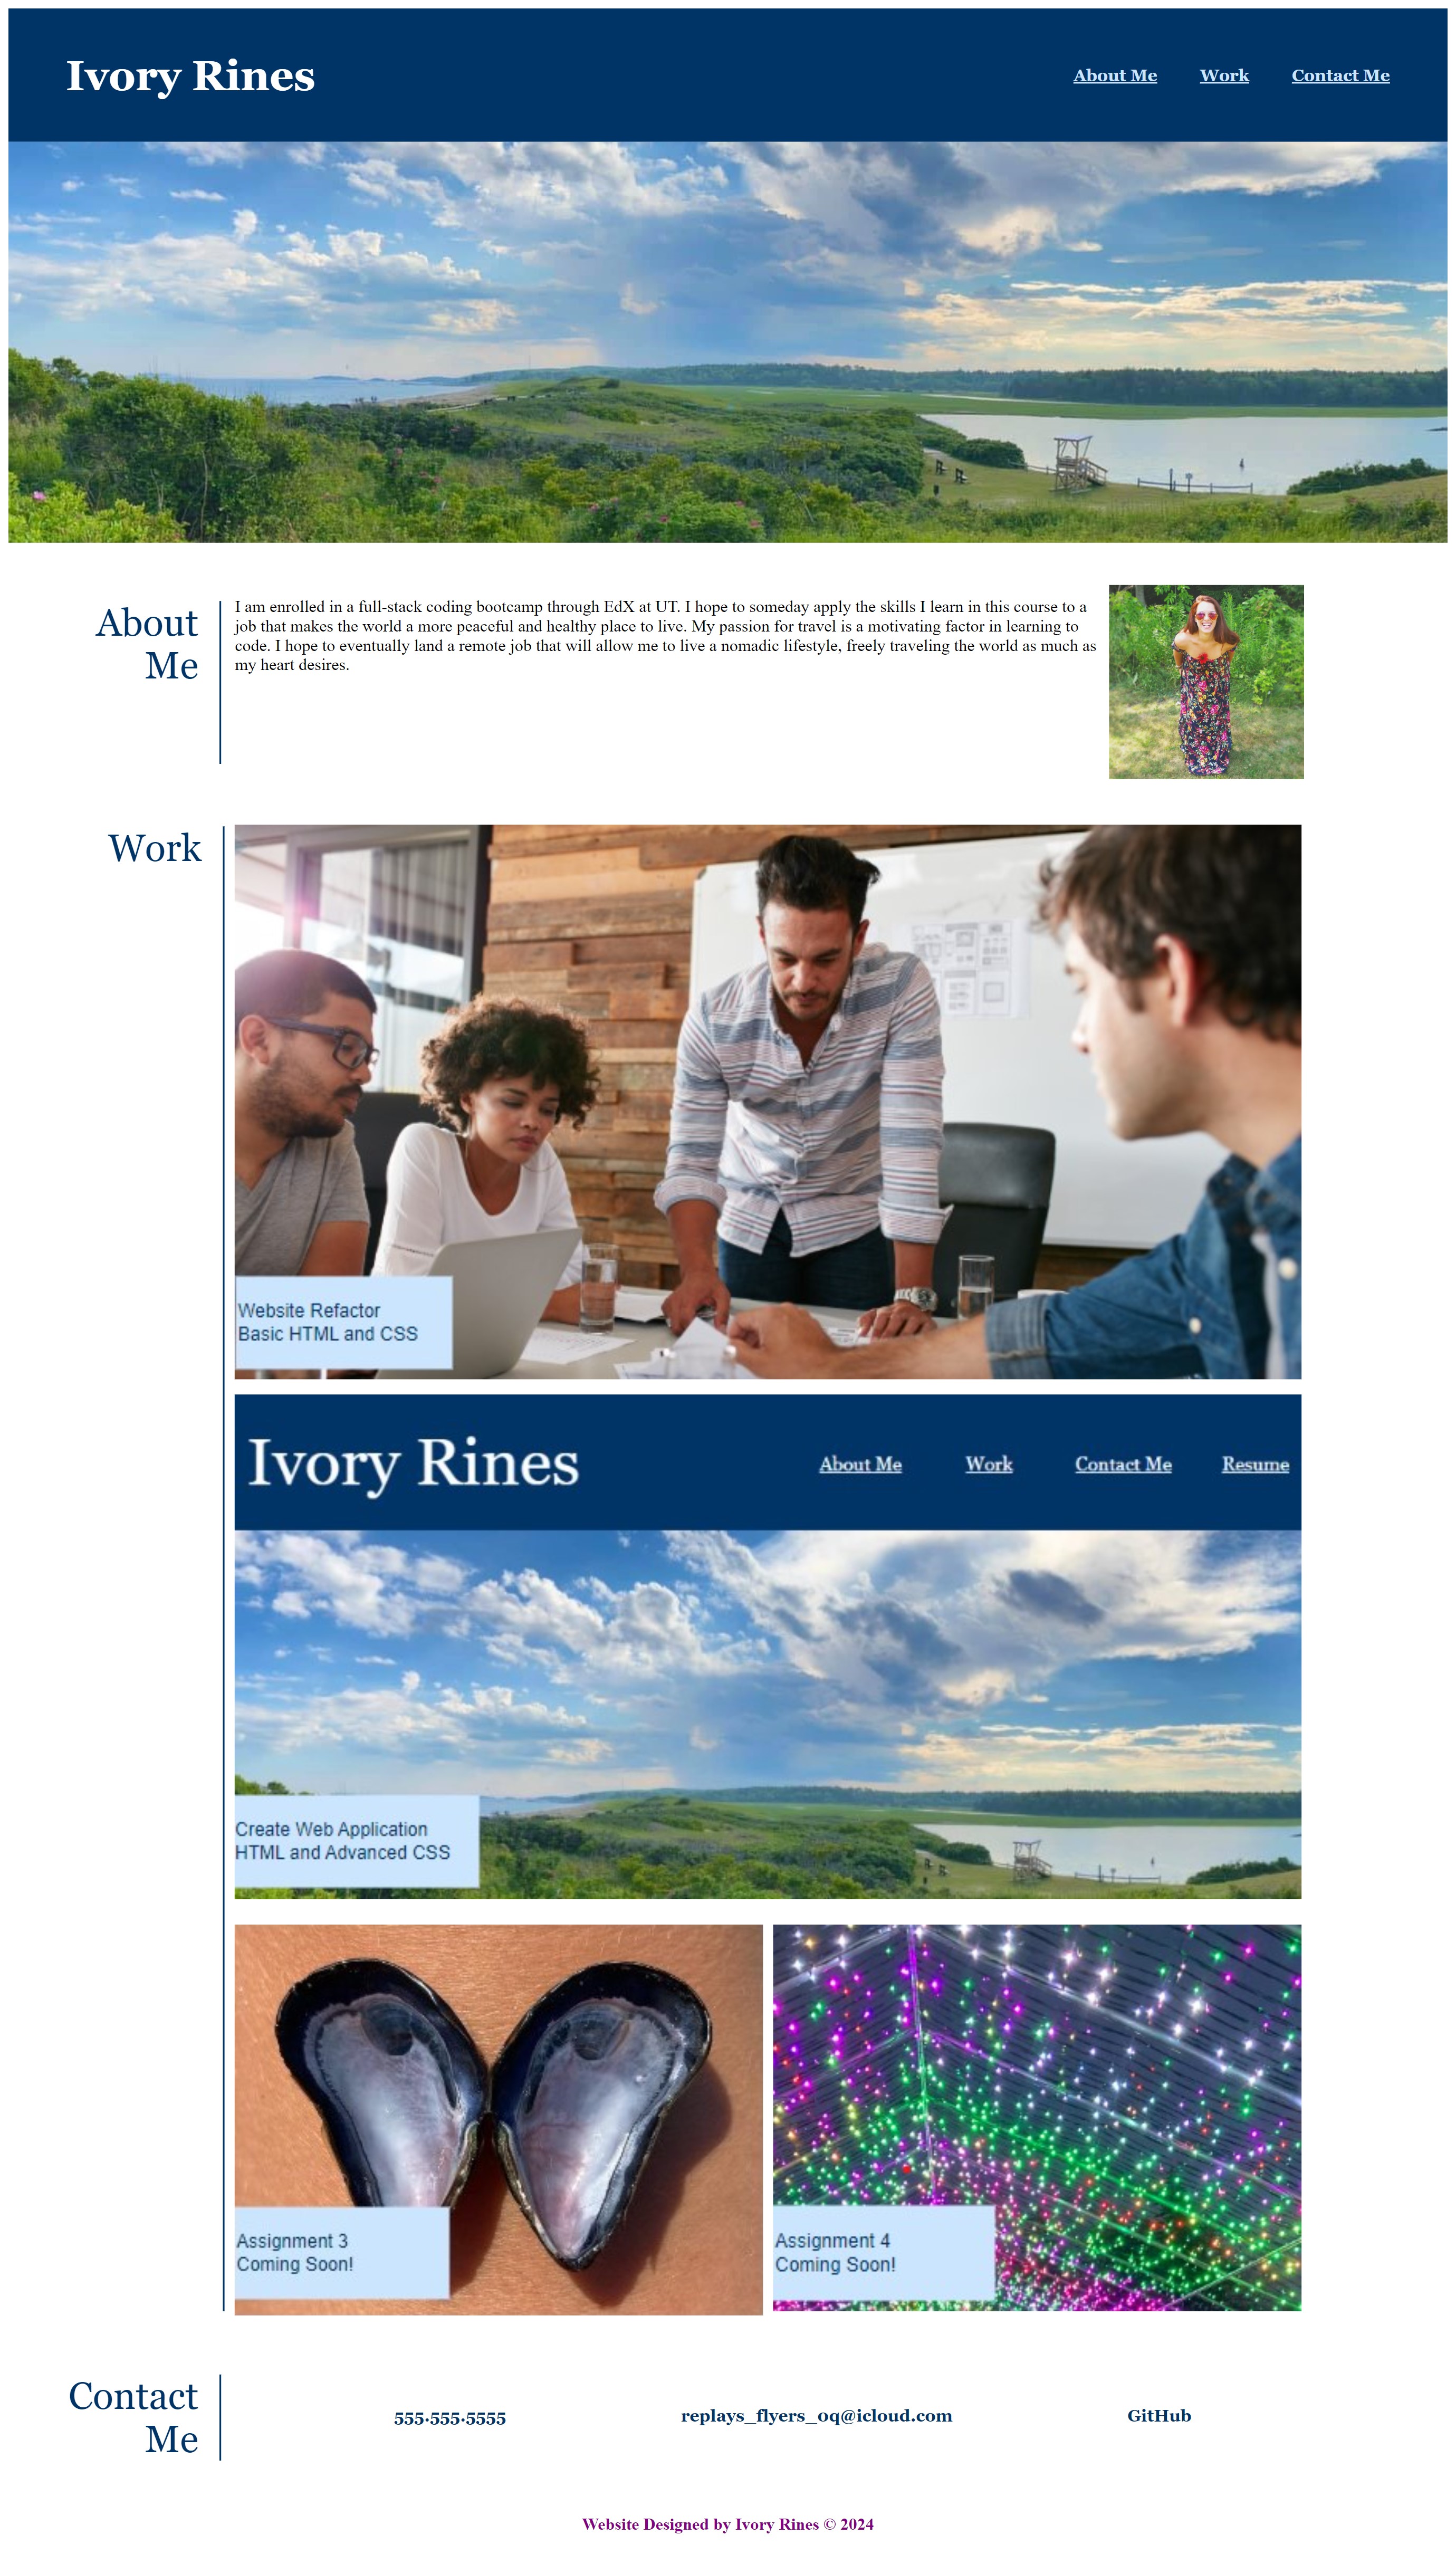 Ivory Rines
About Me Work Contact Me
About
Me
I am enrolled in a full-stack coding bootcamp through EdX at UT. I hope to someday apply the skills I learn in this course to a
job that makes the world a more peaceful and healthy place to live. My passion for travel is a motivating factor in learning to
code. I hope to eventually land a remote job that will allow me to live a nomadic lifestyle, freely traveling the world as much as
my heart desires.
Work
Website Refactor
Basic HTML and CSS
Ivory Rines
About Me Work Contact Me Resume
Create Web Application
HTML and Advanced CSS
Assignment 3
Coming Soon!
Assignment 4
Coming Soon!
Contact
Me
555-555-5555 replays_flyers_0q@icloud.com GitHub
Website Designed by Ivory Rines © 2024